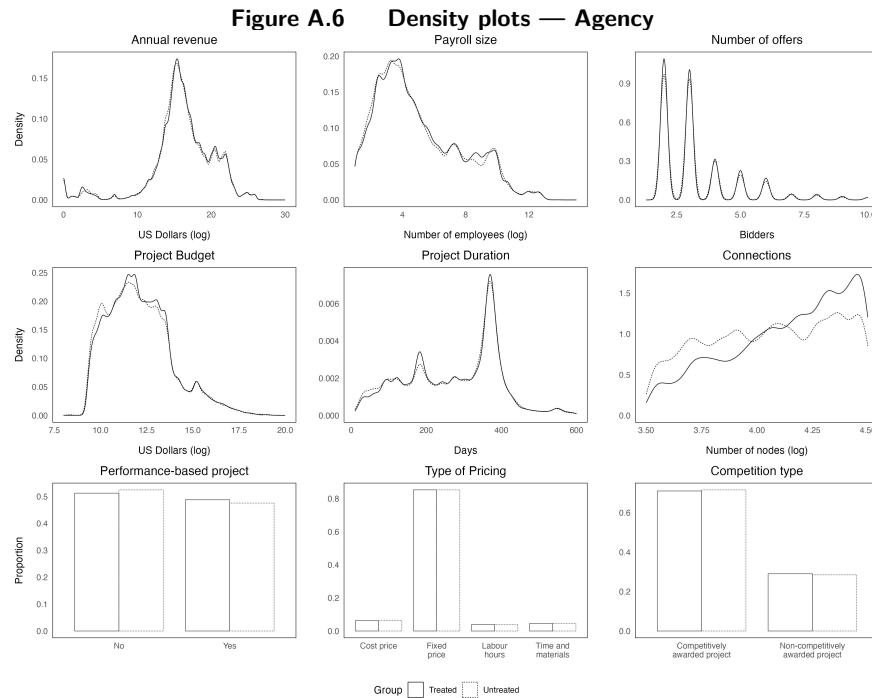 Figure A.6 Density plots — Agency
Annual revenue
Density
0.15
0.10
0.05
0.00
0 10 20 30
US Dollars (log)
Payroll size
0.20
0.15
0.10
0.05
0.00
4 8 12
Number of employees (log)
Number of offers
0.9
0.6
0.3
0.0
2.5 5.0 7.5 10.0
Bidders
Project Budget
Density
0.25
0.20
0.15
0.10
0.05
0.00
7.5 10.0 12.5 15.0 17.5 20.0
US Dollars (log)
Project Duration
0.006
0.004
0.002
0.000
0 200 400 600
Days
Connections
1.5
1.0
0.5
0.0
3.50 3.75 4.00 4.25 4.50
Number of nodes (log)
Performance-based project
Proportion
0.5
0.4
0.3
0.2
0.1
0.0
No Yes
Type of Pricing
0.8
0.6
0.4
0.2
0.0
Cost price Fixed price Labour hours Time and materials
Competition type
0.6
0.4
0.2
0.0
Competitively awarded project Non-competitively awarded project
Group Treated Untreated